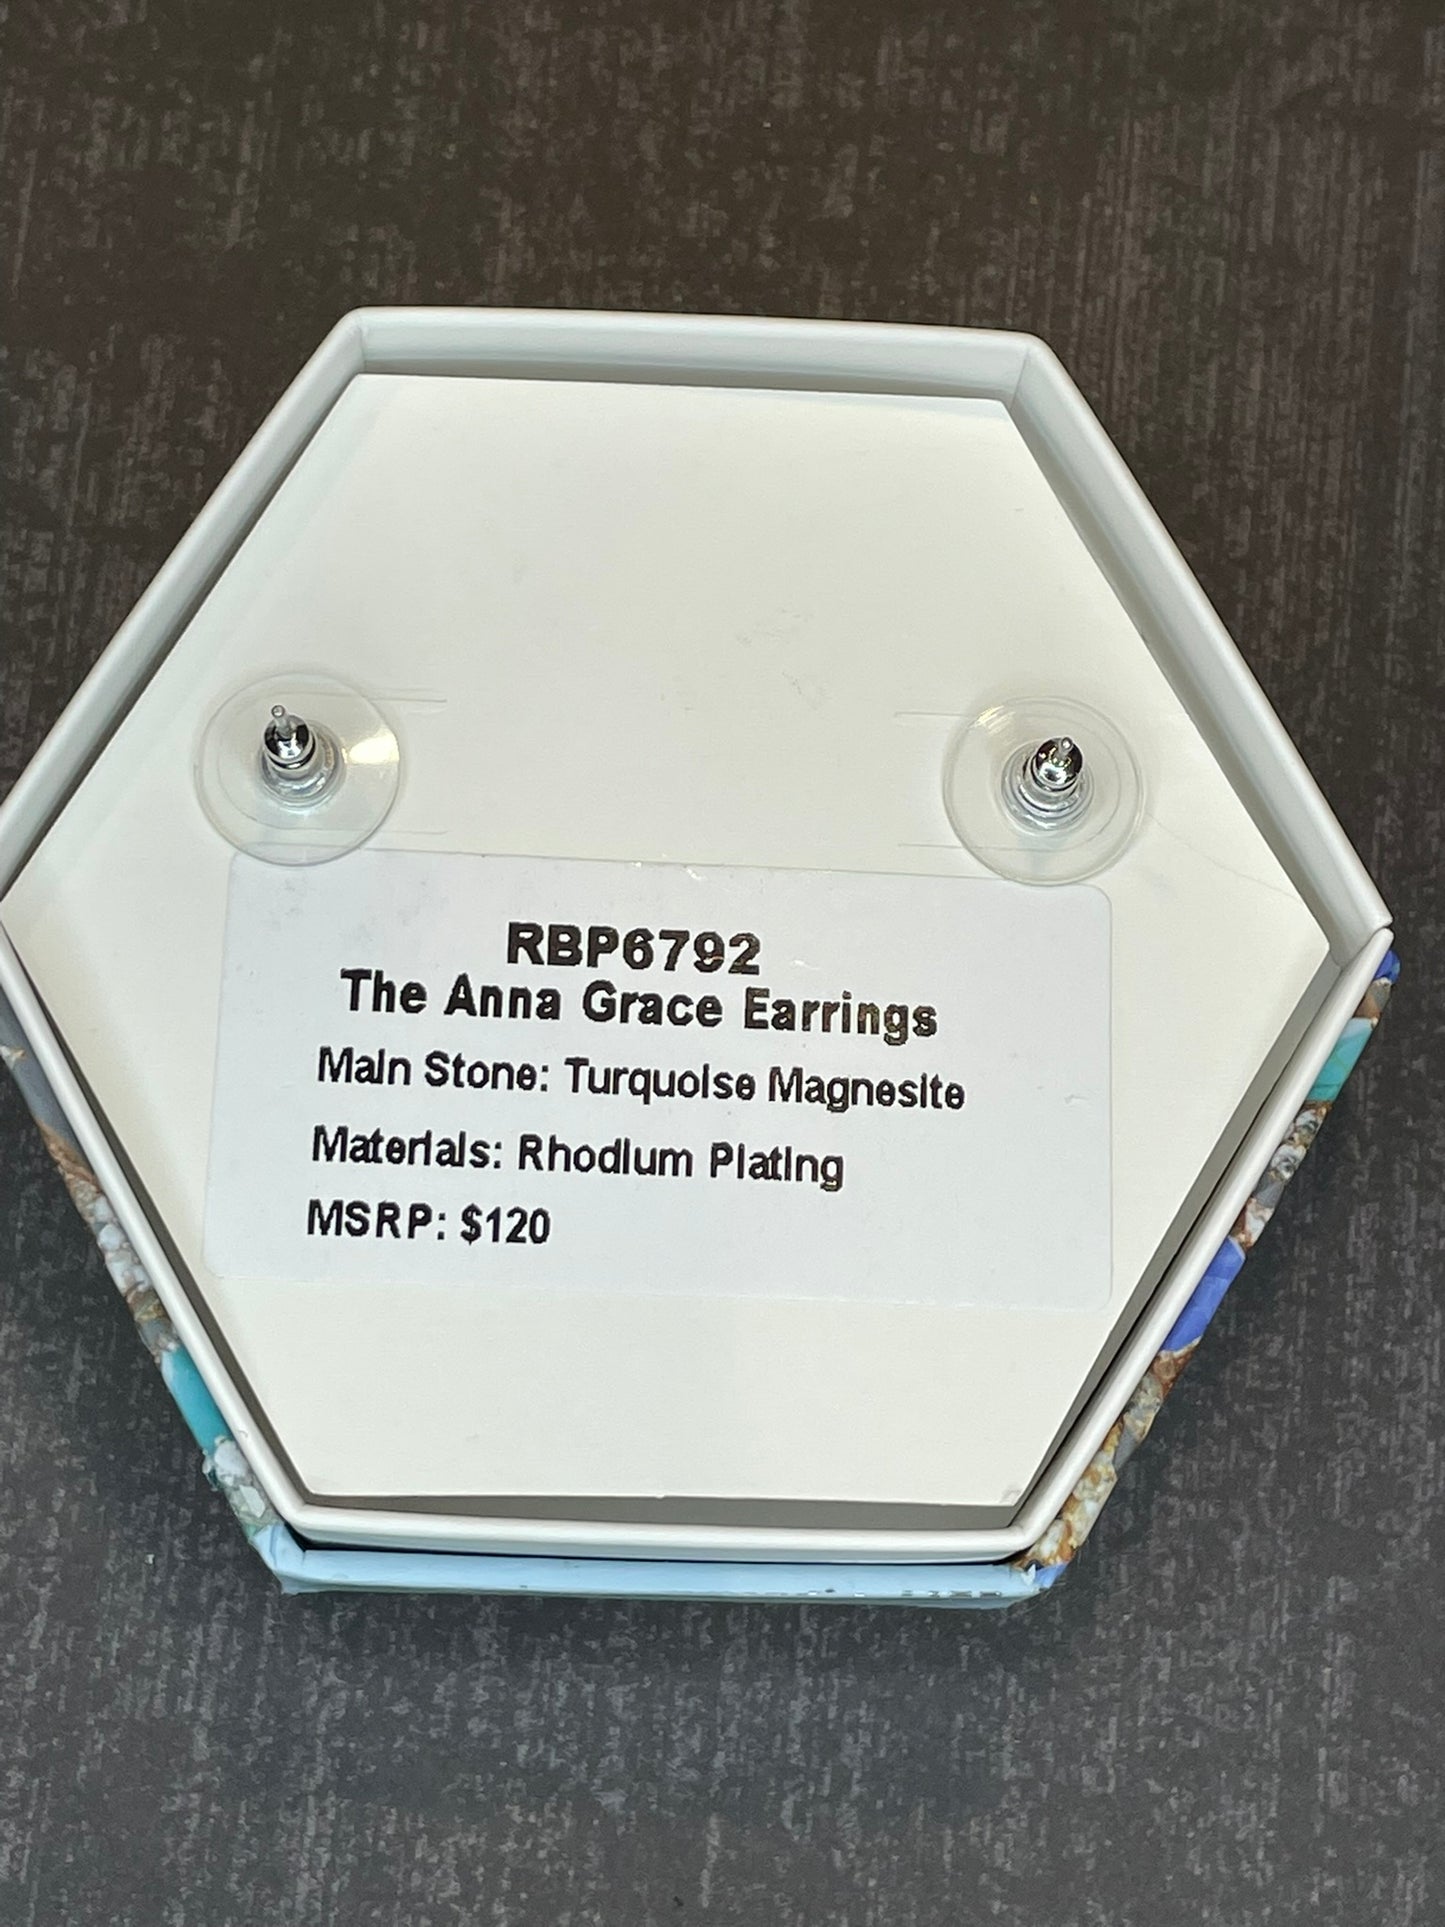 RBP6792
The Anna Grace Earrings
Main Stone: Turquoise Magnesite
Materials: Rhodium Plating
MSRP: $120